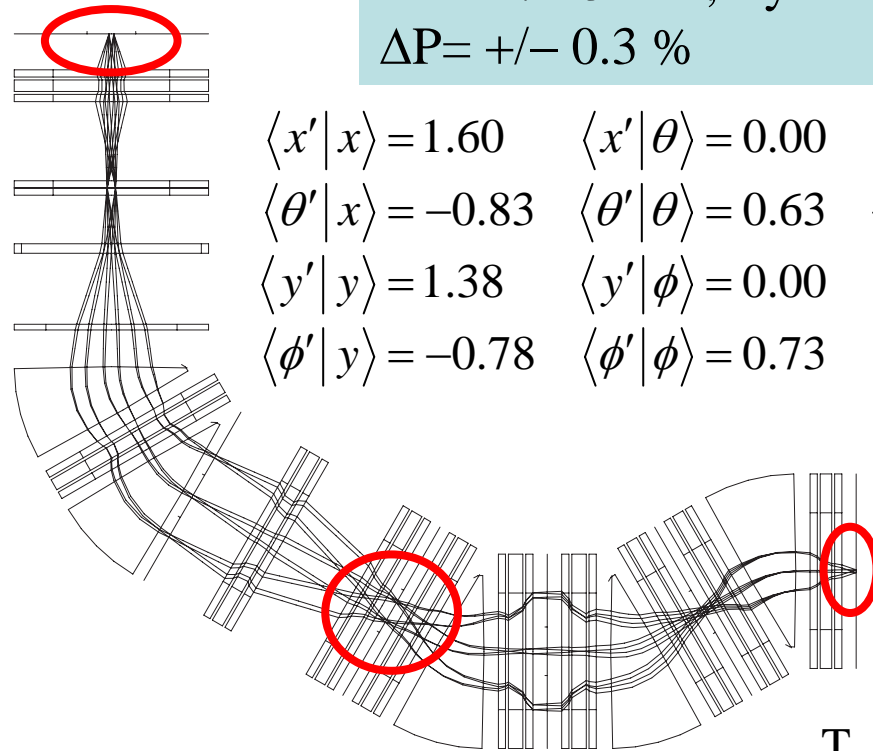 ΔP= +/– 0.3 %
⟨x′|x⟩ = 1.60 ⟨x′|θ⟩ = 0.00
⟨θ′|x⟩ = −0.83 ⟨θ′|θ⟩ = 0.63
⟨y′|y⟩ = 1.38 ⟨y′|ϕ⟩ = 0.00
⟨ϕ′|y⟩ = −0.78 ⟨ϕ′|ϕ⟩ = 0.73